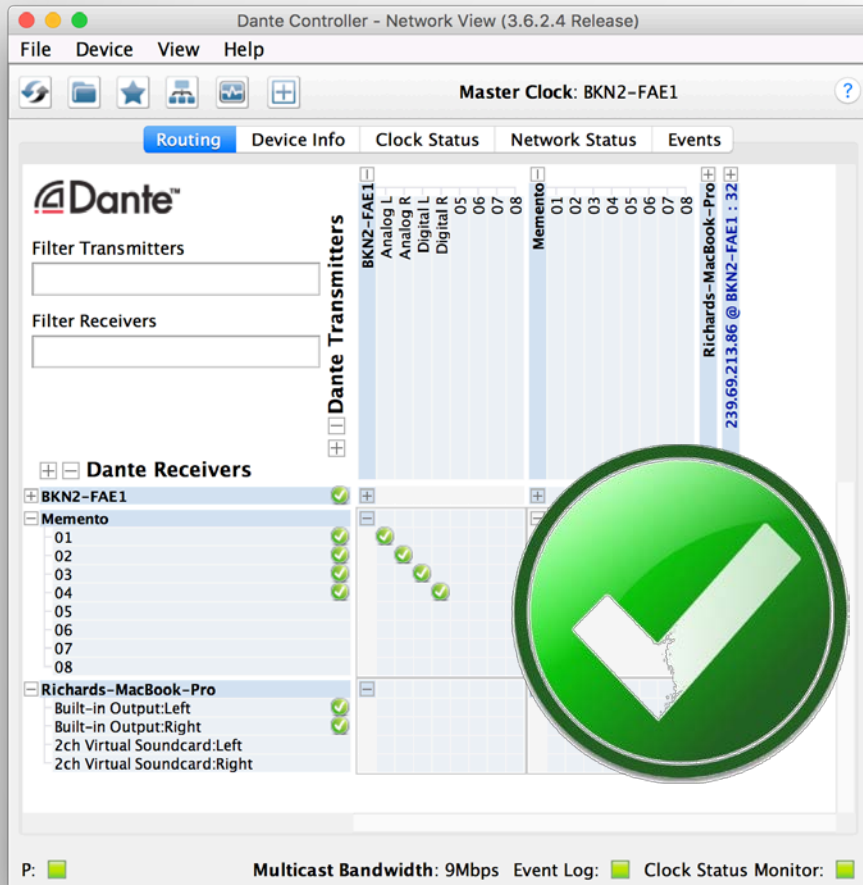 Dante Controller - Network View (3.6.2.4 Release)
File Device View Help
Master Clock: BKN2-FAE1
?
Routing Device Info Clock Status Network Status Events
Dante™
Filter Transmitters
Filter Receivers
Dante Transmitters
BKN2-FAE1
Analog L
Analog R
Digital L
Digital R
05
06
07
08
Memento
01
02
03
04
05
06
07
08
Richards-MacBook-Pro
239.69.213.86 @ BKN2-FAE1 : 32
Dante Receivers
BKN2-FAE1
Memento
01
02
03
04
05
06
07
08
Richards-MacBook-Pro
Built-in Output:Left
Built-in Output:Right
2ch Virtual Soundcard:Left
2ch Virtual Soundcard:Right
P: Multicast Bandwidth: 9Mbps Event Log: Clock Status Monitor: